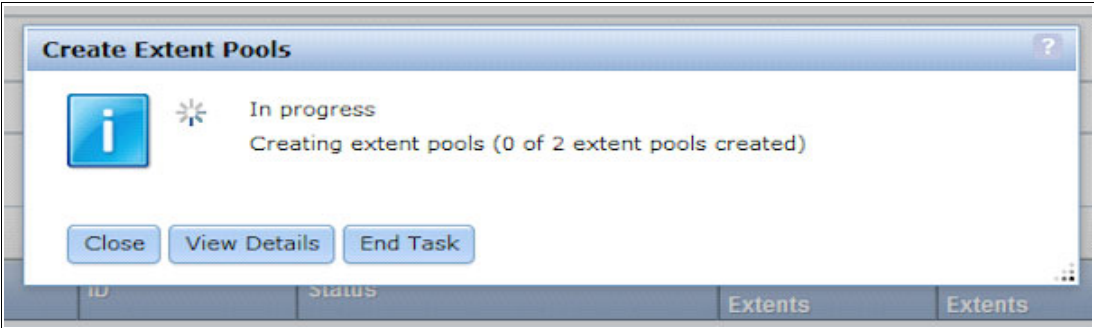 Create Extent Pools
?
i
In progress
Creating extent pools (0 of 2 extent pools created)
Close View Details End Task
ID Status Extents Extents